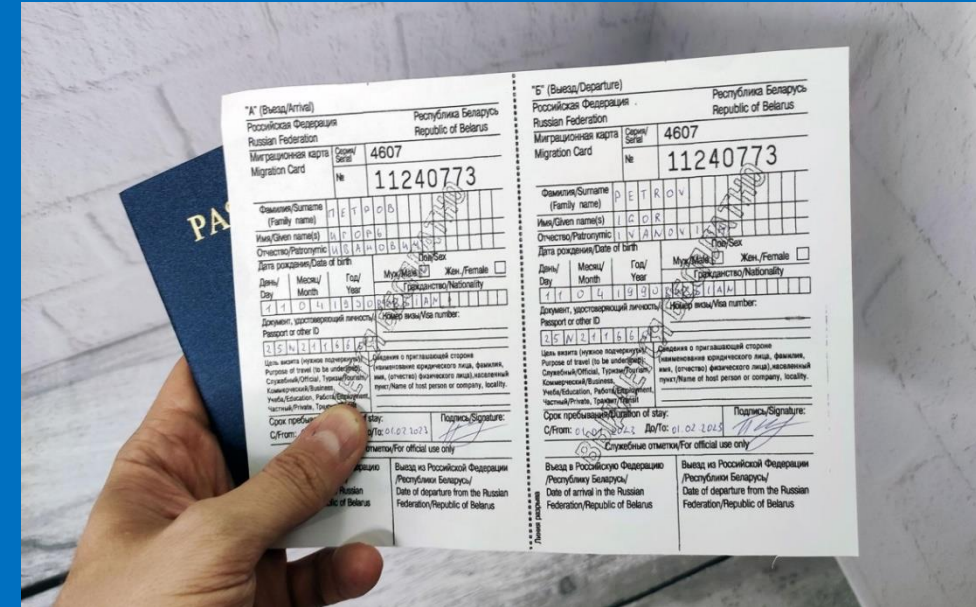 PA
"А" (Въезд/Arrival)
Российская Федерация
Республика Беларусь
Russian Federation
Republic of Belarus
Миграционная карта
Серия/
Serial
4607
Migration Card
№
11240773
Фамилия/Surname
ПЕТРОВ
(Family name)
Имя/Given name(s)
ИГОРЬ
Отчество/Patronymic
ИВАНОВИЧ
Дата рождения/Date of birth
Пол/Sex
День/
Месяц/
Год/
Муж/Male
Жен./Female
Day
Month
Year
Гражданство/Nationality
11 04 1990
Документ, удостоверяющий личность/
Номер визы/Visa number:
Passport or other ID
Цель визита (нужное подчеркнуть)/
Сведения о приглашающей стороне
Purpose of travel (to be underlined):
(наименование юридического лица, фамилия,
Служебный/Official, Туризм/Tourism,
имя, (отчество) физического лица), населенный
Коммерческий/Business,
пункт/Name of host person or company, locality.
Учеба/Education, Работа/Employment,
Частный/Private, Транзит/Transit
Срок
of stay:
Подпись/Signature:
С/From:
До/To: 01.02.2023
отметки/For official use only
Выезд из Российской Федерации
/Республики Беларусь/
Russian
Date of departure from the Russian
of Belarus
Federation/Republic of Belarus
"Б" (Выезд/Departure)
Российская Федерация
Республика Беларусь
Russian Federation
Republic of Belarus
Миграционная карта
Серия/
Serial
4607
Migration Card
№
11240773
Фамилия/Surname
PETROV
(Family name)
Имя/Given name(s)
IGOR
Отчество/Patronymic
IVANOVI
Дата рождения/Date of birth
Пол/Sex
День/
Месяц/
Год/
Муж/Male
Жен./Female
Day
Month
Year
Гражданство/Nationality
11 04 1990
Документ, удостоверяющий личность/
Номер визы/Visa number:
Passport or other ID
Цель визита (нужное подчеркнуть)/
Сведения о приглашающей стороне
Purpose of travel (to be underlined):
(наименование юридического лица, фамилия,
Служебный/Official, Туризм/Tourism,
имя, (отчество) физического лица), населенный
Коммерческий/Business,
пункт/Name of host person or company, locality.
Учеба/Education, Работа/Employment,
Частный/Private, Транзит/Transit
Срок пребывания/Duration of stay:
Подпись/Signature:
С/From: 01.01.2023 До/To: 01.02.2023
Служебные отметки/For official use only
Въезд в Российскую Федерацию
Выезд из Российской Федерации
/Республику Беларусь/
/Республики Беларусь/
Date of arrival in the Russian
Date of departure from the Russian
Federation/Republic of Belarus
Federation/Republic of Belarus
Линия разрыва
БЕСПЛАТНО